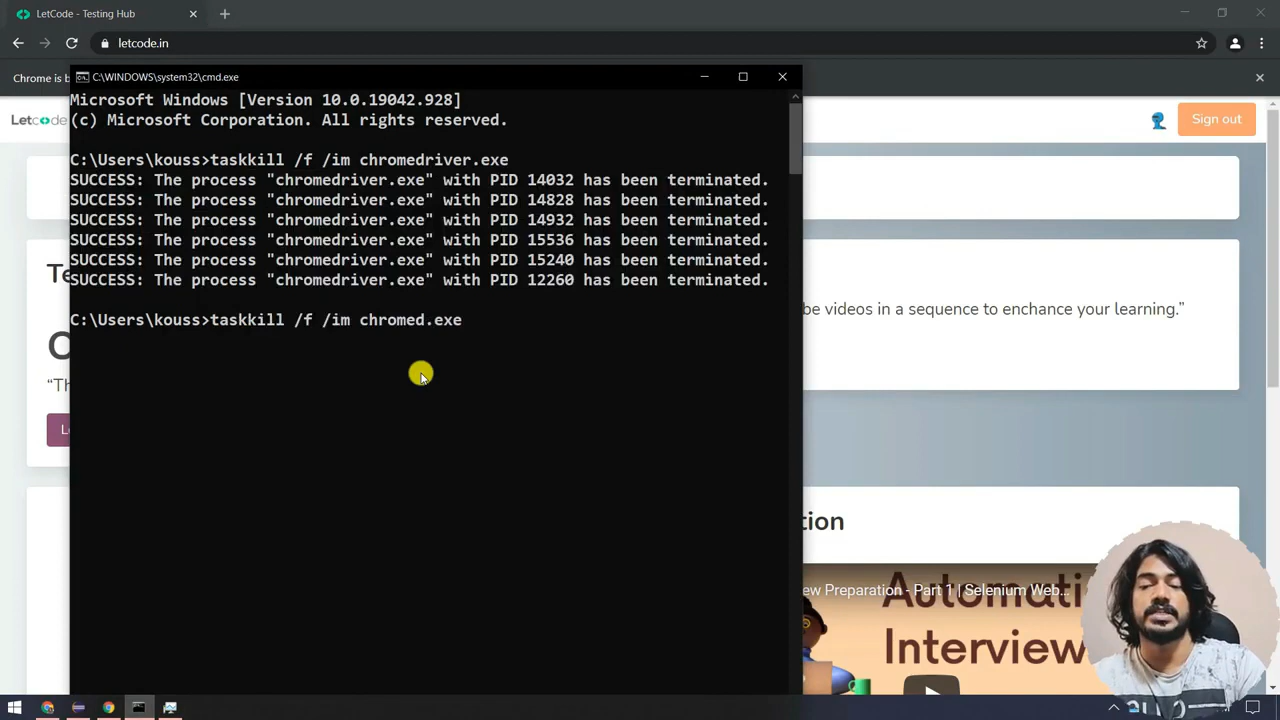 LetCode - Testing Hub
letcode.in
Chrome is b
C:\WINDOWS\system32\cmd.exe
Microsoft Windows [Version 10.0.19042.928]
(c) Microsoft Corporation. All rights reserved.
C:\Users\kouss>taskkill /f /im chromedriver.exe
SUCCESS: The process "chromedriver.exe" with PID 14032 has been terminated.
SUCCESS: The process "chromedriver.exe" with PID 14828 has been terminated.
SUCCESS: The process "chromedriver.exe" with PID 14932 has been terminated.
SUCCESS: The process "chromedriver.exe" with PID 15536 has been terminated.
SUCCESS: The process "chromedriver.exe" with PID 15240 has been terminated.
SUCCESS: The process "chromedriver.exe" with PID 12260 has been terminated.
C:\Users\kouss>taskkill /f /im chromed.exe
Letcode
Sign out
Te
be videos in a sequence to enchance your learning.”
“Th
tion
ew Preparation - Part 1 | Selenium Web...
Automati
Interview